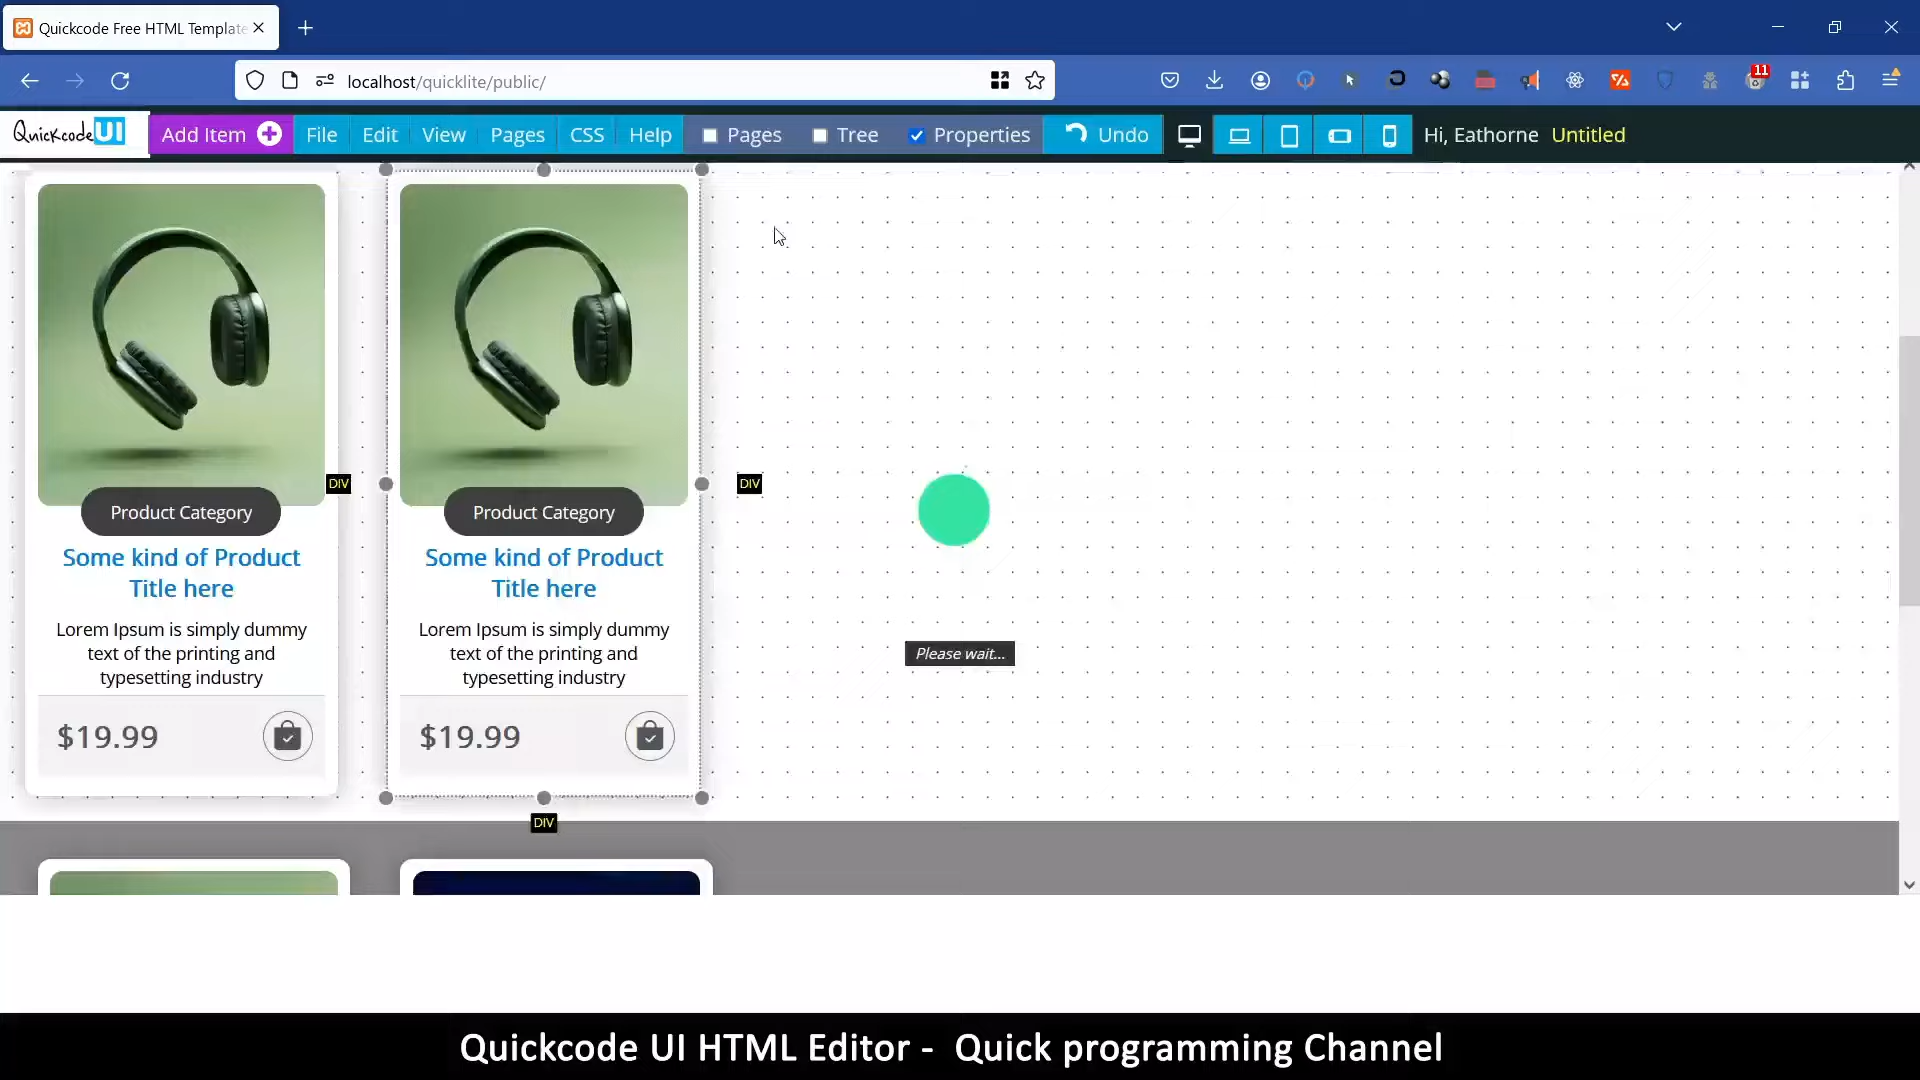 Quickcode Free HTML Template
localhost/quicklite/public/
11
QuickcodeUI
Add Item
File
Edit
View
Pages
CSS
Help
Pages
Tree
Properties
Undo
Hi, Eathorne
Untitled
Product Category
Some kind of Product
Title here
Lorem Ipsum is simply dummy
text of the printing and
typesetting industry
$19.99
DIV
Product Category
Some kind of Product
Title here
Lorem Ipsum is simply dummy
text of the printing and
typesetting industry
$19.99
DIV
DIV
Please wait...
Quickcode UI HTML Editor - Quick programming Channel